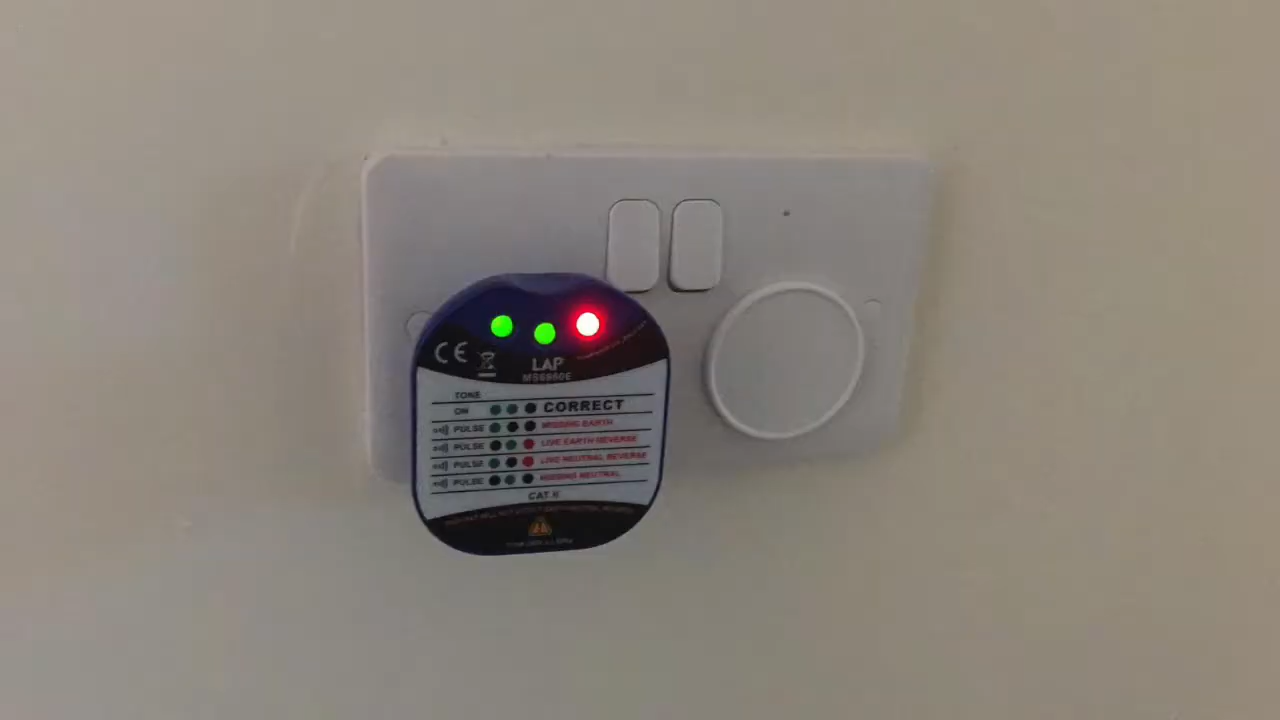 CE
LAP
MS6860E
TONE
ON CORRECT
PULSE MISSING EARTH
PULSE LIVE EARTH REVERSE
PULSE LIVE NEUTRAL REVERSE
PULSE MISSING NEUTRAL
CAT.II